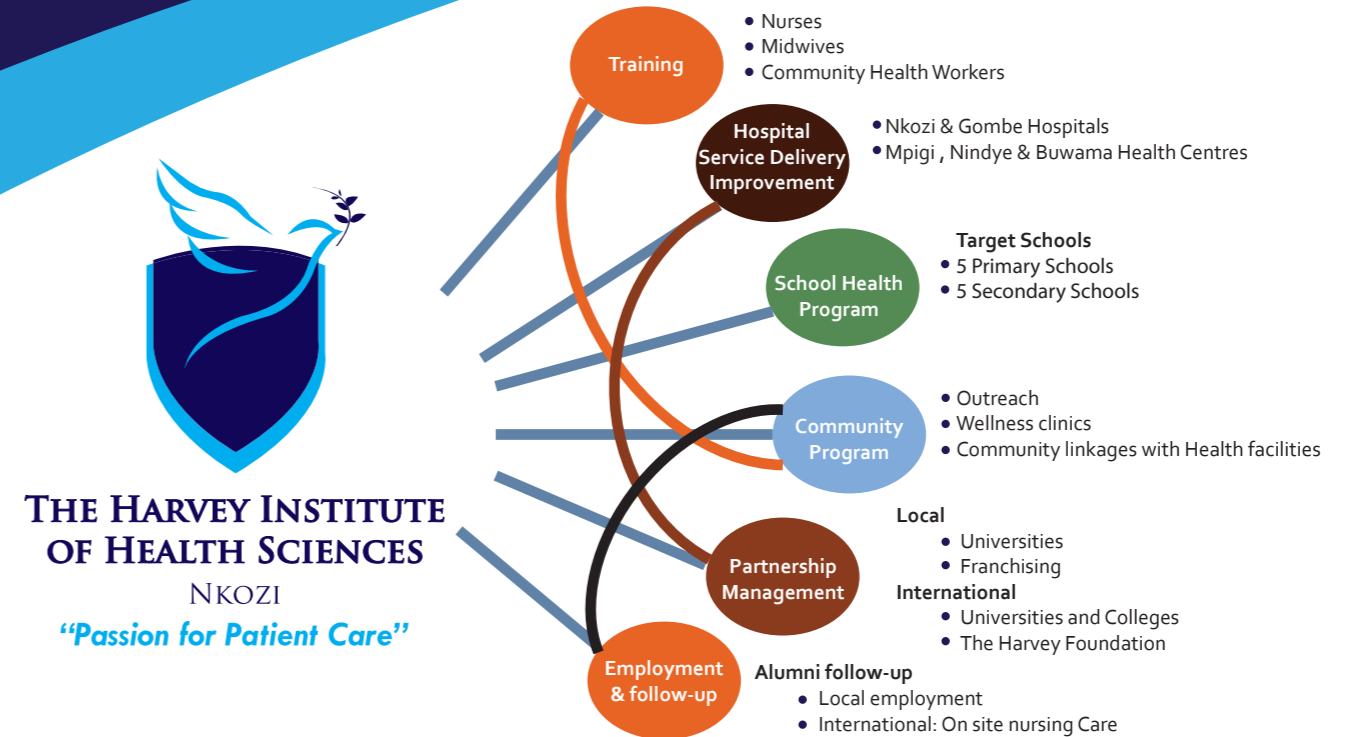 Training
• Nurses
• Midwives
• Community Health Workers
Hospital
Service Delivery
Improvement
• Nkozi & Gombe Hospitals
• Mpigi , Nindye & Buwama Health Centres
School Health
Program
Target Schools
• 5 Primary Schools
• 5 Secondary Schools
Community
Program
• Outreach
• Wellness clinics
• Community linkages with Health facilities
Partnership
Management
Local
• Universities
• Franchising
International
• Universities and Colleges
• The Harvey Foundation
Employment
& follow-up
Alumni follow-up
• Local employment
• International: On site nursing Care
The Harvey Institute
of Health Sciences
Nkozi
“Passion for Patient Care”